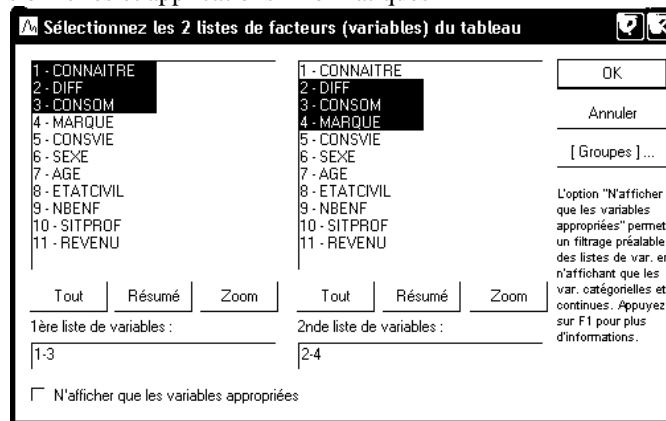 Sélectionnez les 2 listes de facteurs (variables) du tableau
1 - CONNAITRE
2 - DIFF
3 - CONSOM
4 - MARQUE
5 - CONSVIE
6 - SEXE
7 - AGE
8 - ETATCIVIL
9 - NBENF
10 - SITPROF
11 - REVENU
Tout Résumé Zoom
1ère liste de variables :
1-3
1 - CONNAITRE
2 - DIFF
3 - CONSOM
4 - MARQUE
5 - CONSVIE
6 - SEXE
7 - AGE
8 - ETATCIVIL
9 - NBENF
10 - SITPROF
11 - REVENU
Tout Résumé Zoom
2nde liste de variables :
2-4
N'afficher que les variables appropriées
OK
Annuler
[ Groupes ] ...
L'option "N'afficher
que les variables
appropriées" permet
un filtrage préalable
des listes de var. en
n'affichant que les
var. catégorielles et
continues. Appuyez
sur F1 pour plus
d'informations.